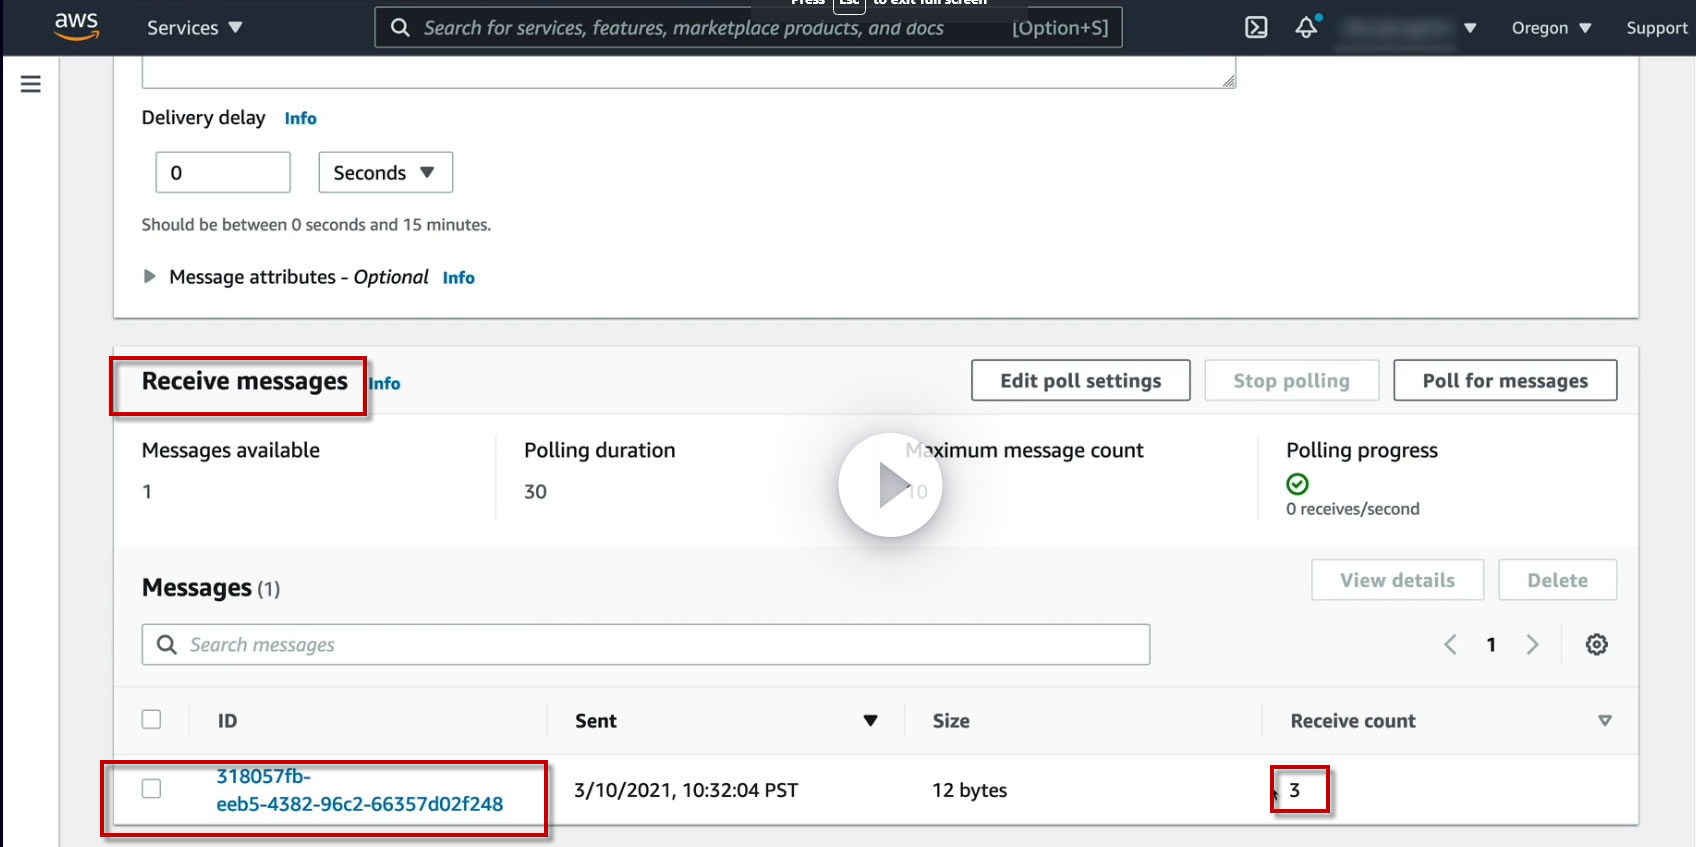 Press Esc to exit full screen
aws Services Search for services, features, marketplace products, and docs [Option+S] Oregon Support
Delivery delay Info
0 Seconds
Should be between 0 seconds and 15 minutes.
Message attributes - Optional Info
Receive messages Info Edit poll settings Stop polling Poll for messages
Messages available Polling duration Maximum message count Polling progress
1 30 10
0 receives/second
Messages (1) View details Delete
Search messages 1
ID Sent Size Receive count
318057fb-
eeb5-4382-96c2-66357d02f248 3/10/2021, 10:32:04 PST 12 bytes 3